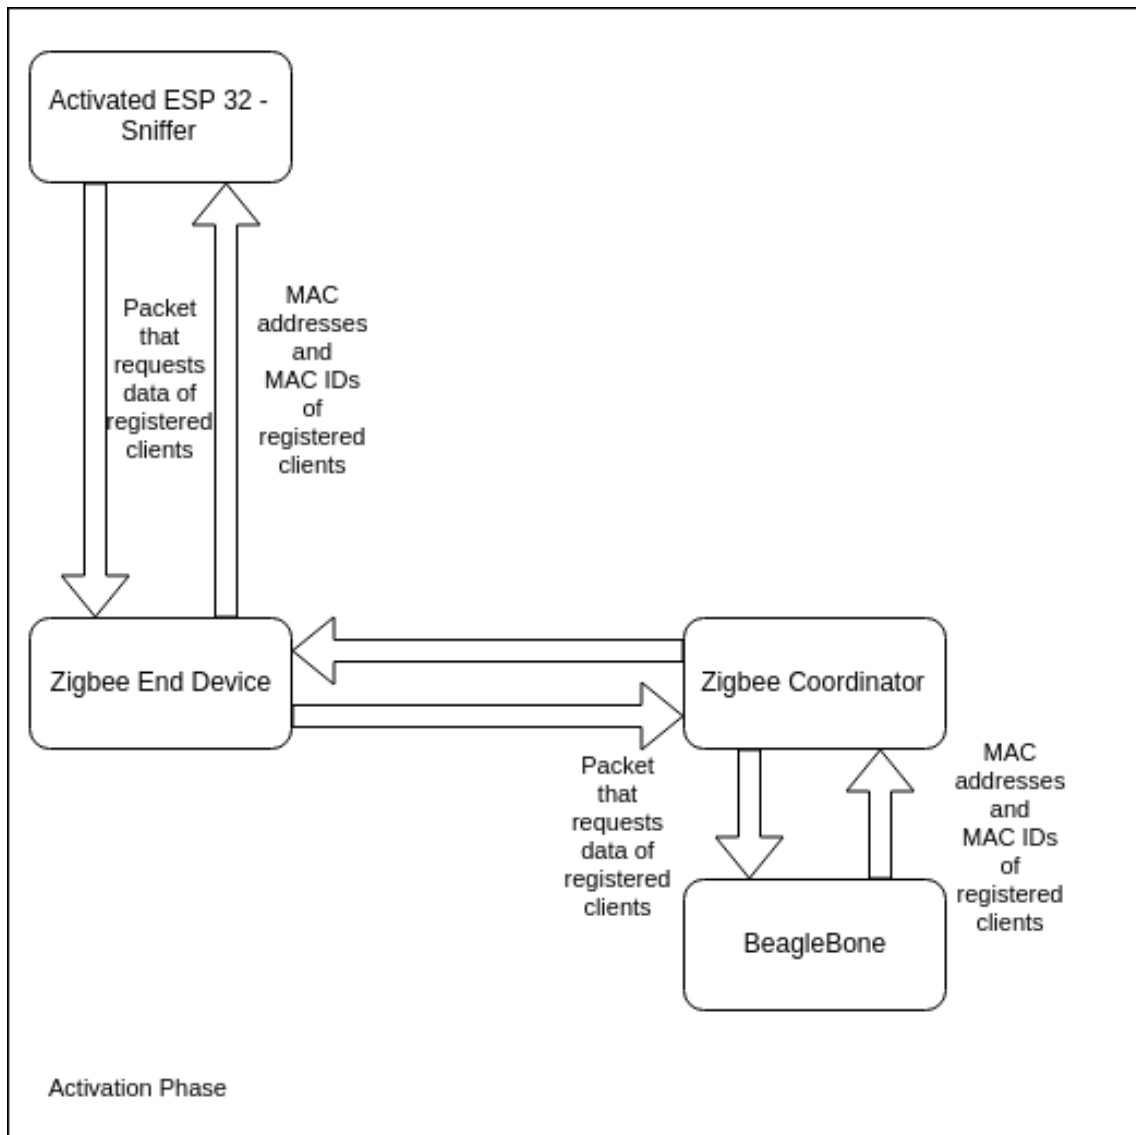 Activated ESP 32 -
Sniffer
Packet
that
requests
data of
registered
clients
MAC
addresses
and
MAC IDs
of
registered
clients
Zigbee End Device
Zigbee Coordinator
Packet
that
requests
data of
registered
clients
MAC
addresses
and
MAC IDs
of
registered
clients
BeagleBone
Activation Phase